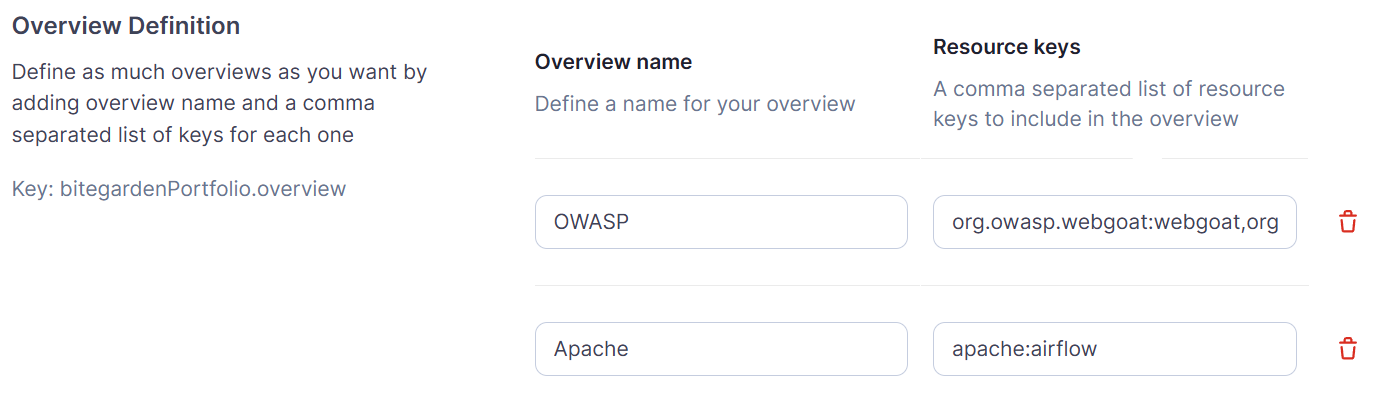 Overview Definition
Define as much overviews as you want by
adding overview name and a comma
separated list of keys for each one
Key: bitegardenPortfolio.overview
Overview name
Define a name for your overview
Resource keys
A comma separated list of resource
keys to include in the overview
OWASP
org.owasp.webgoat:webgoat,org
Apache
apache:airflow